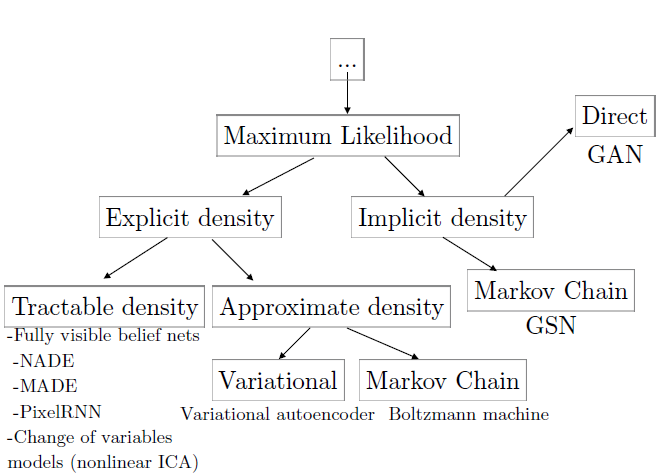 ...
Direct
Maximum Likelihood
GAN
Explicit density
Implicit density
Markov Chain
Tractable density
Approximate density
GSN
-Fully visible belief nets
-NADE
-MADE
-PixelRNN
-Change of variables
models (nonlinear ICA)
Variational
Markov Chain
Variational autoencoder
Boltzmann machine